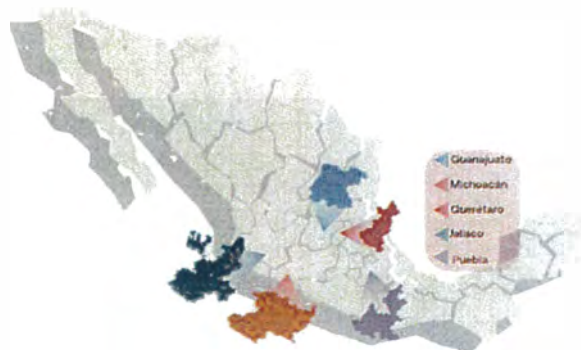 Guanajuato
Michoacán
Querétaro
Jalisco
Puebla